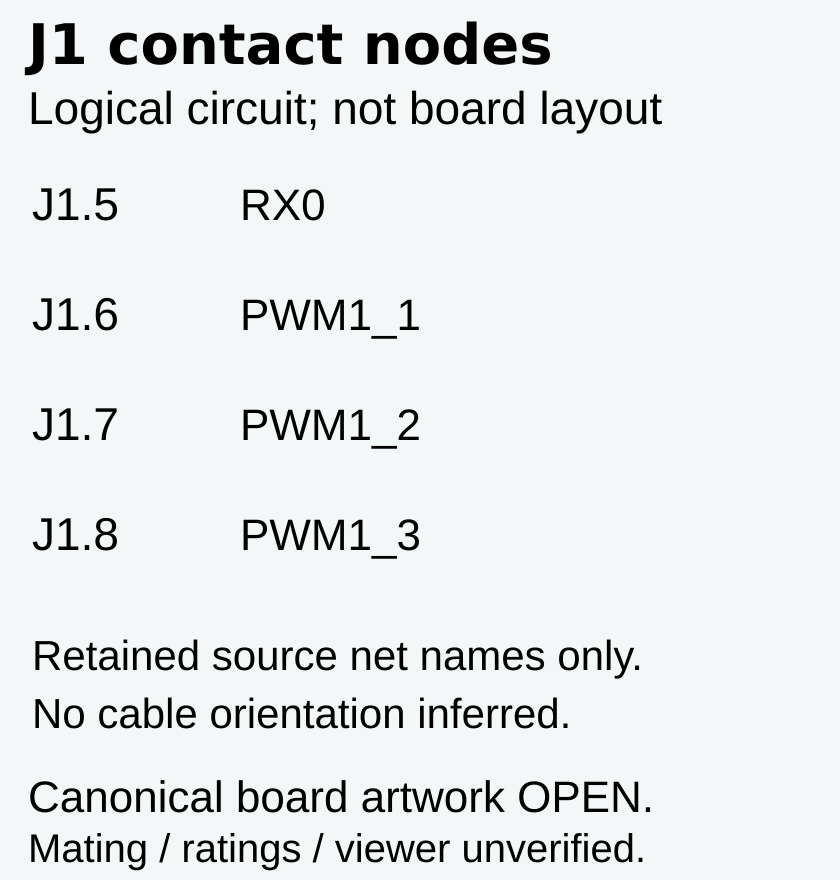 J1 contact nodes
Logical circuit; not board layout
J1.5 RX0
J1.6 PWM1_1
J1.7 PWM1_2
J1.8 PWM1_3
Retained source net names only.
No cable orientation inferred.
Canonical board artwork OPEN.
Mating / ratings / viewer unverified.